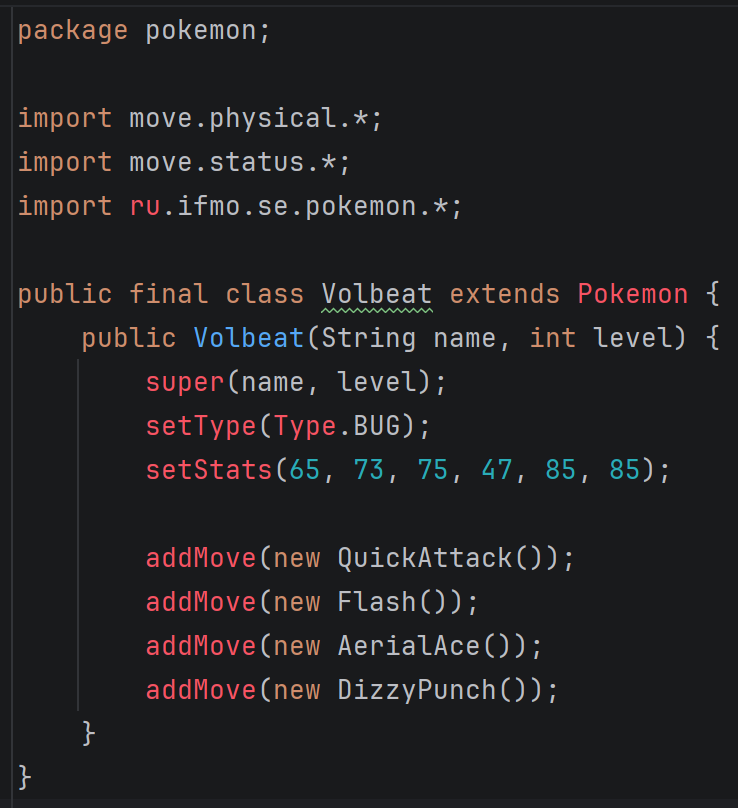 package pokemon;
import move.physical.*;
import move.status.*;
import ru.ifmo.se.pokemon.*;
public final class Volbeat extends Pokemon {
    public Volbeat(String name, int level) {
        super(name, level);
        setType(Type.BUG);
        setStats(65, 73, 75, 47, 85, 85);
        addMove(new QuickAttack());
        addMove(new Flash());
        addMove(new AerialAce());
        addMove(new DizzyPunch());
    }
}